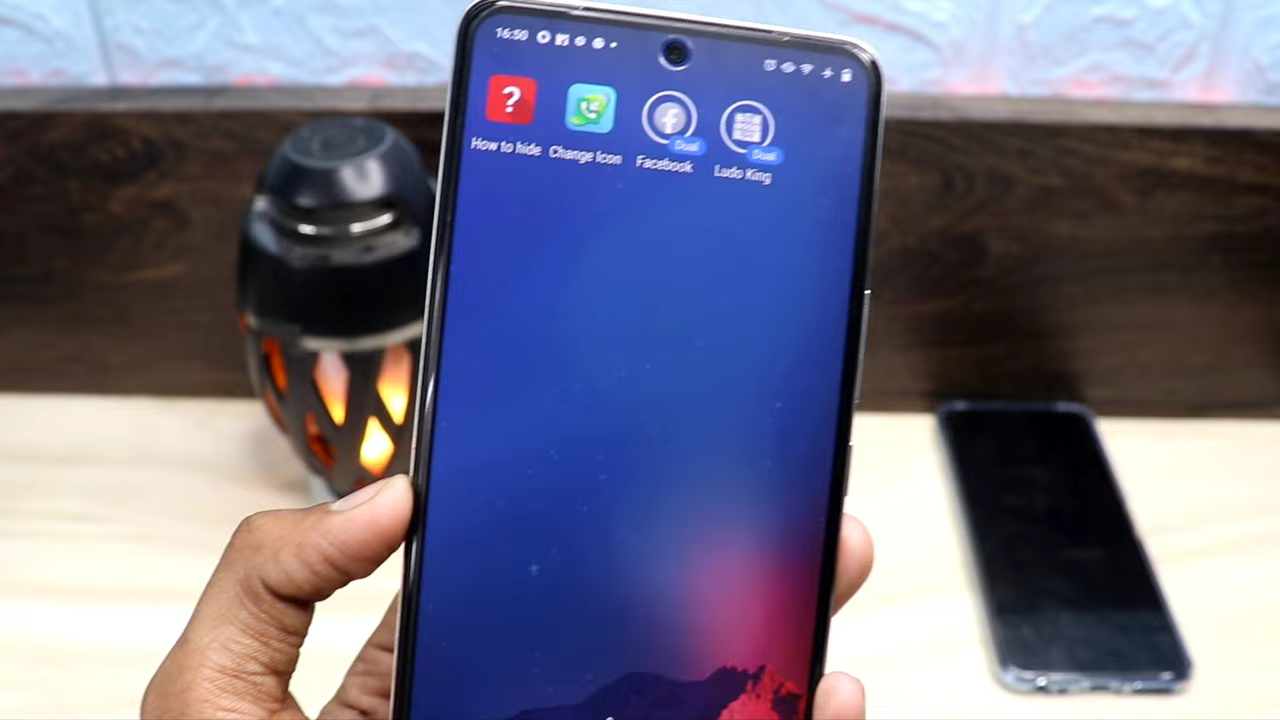 16:50
?
How to hide
Change Icon
Dual
Facebook
Dual
Ludo King